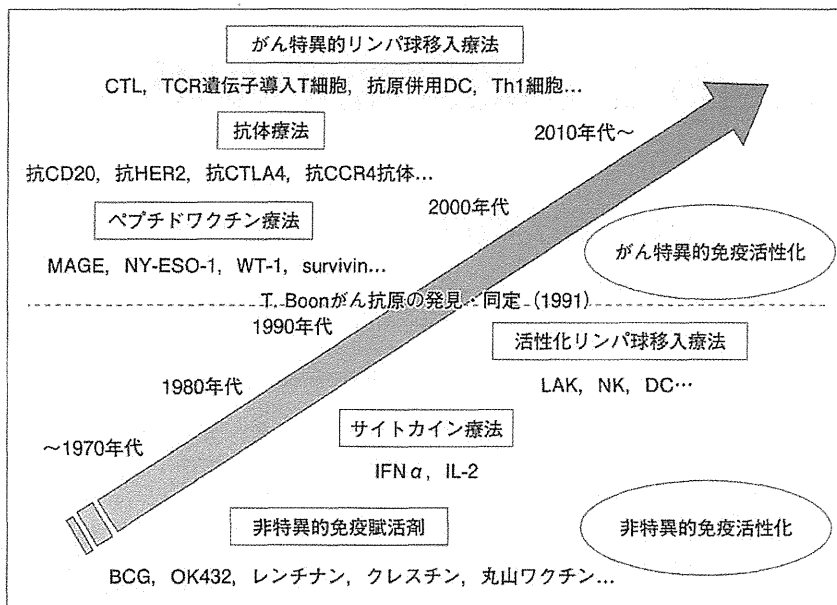 がん特異的リンパ球移入療法
CTL, TCR遺伝子導入T細胞, 抗原併用DC, Th1細胞…
抗体療法
2010年代～
抗CD20, 抗HER2, 抗CTLA4, 抗CCR4抗体…
2000年代
ペプチドワクチン療法
がん特異的免疫活性化
MAGE, NY-ESO-1, WT-1, survivin…
T. Boonがん抗原の発見・同定（1991）
1990年代
活性化リンパ球移入療法
1980年代
LAK, NK, DC…
～1970年代
サイトカイン療法
IFNα, IL-2
非特異的免疫賦活剤
非特異的免疫活性化
BCG, OK432, レンチナン, クレスチン, 丸山ワクチン…